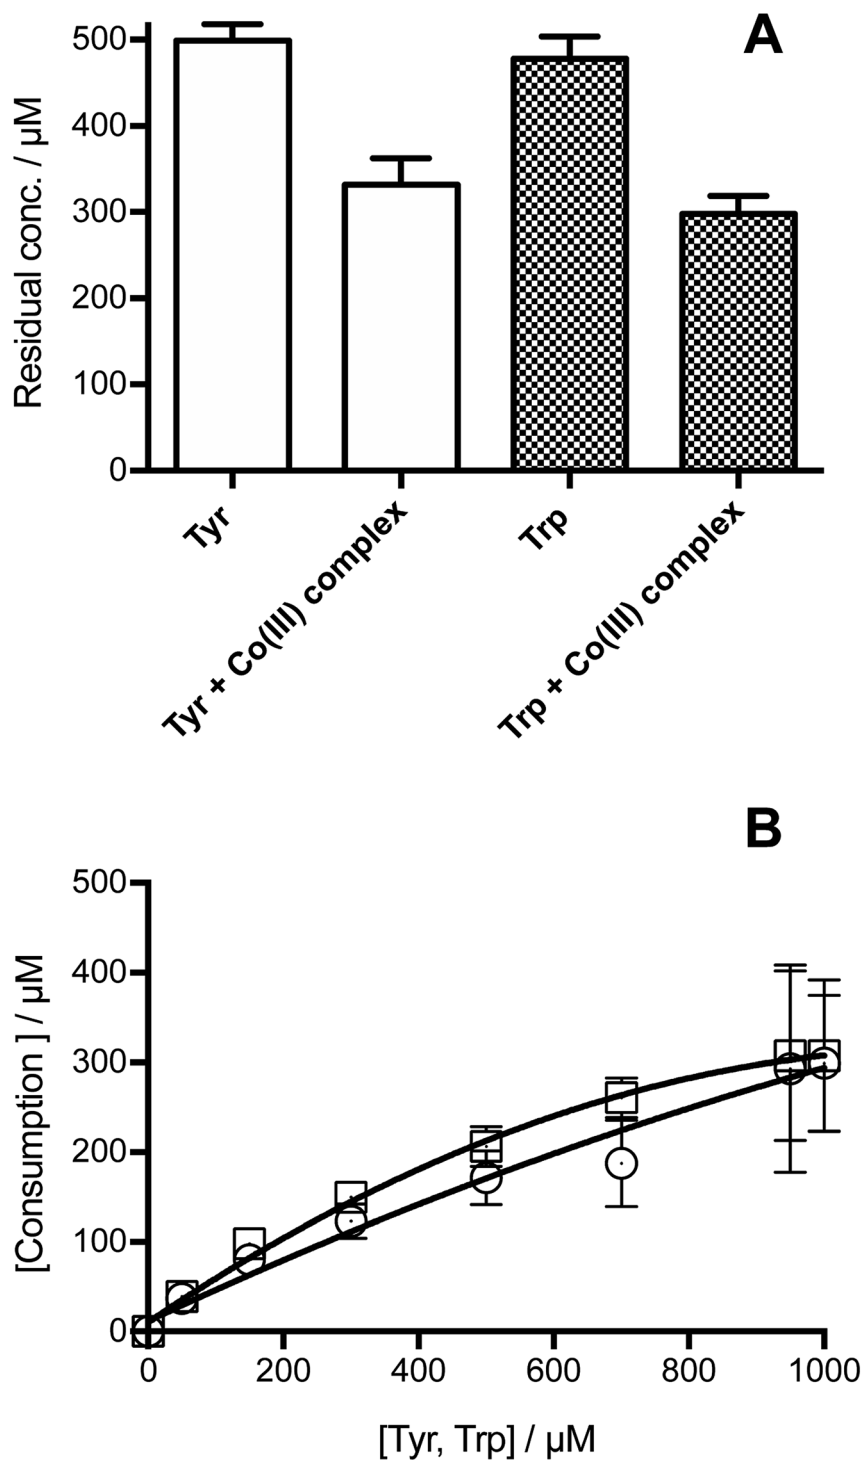 A
Residual conc. / µM
500
400
300
200
100
0
Tyr
Tyr + Co(III) complex
Trp
Trp + Co(III) complex
B
[Consumption ] / µM
500
400
300
200
100
0
0 200 400 600 800 1000
[Tyr, Trp] / µM